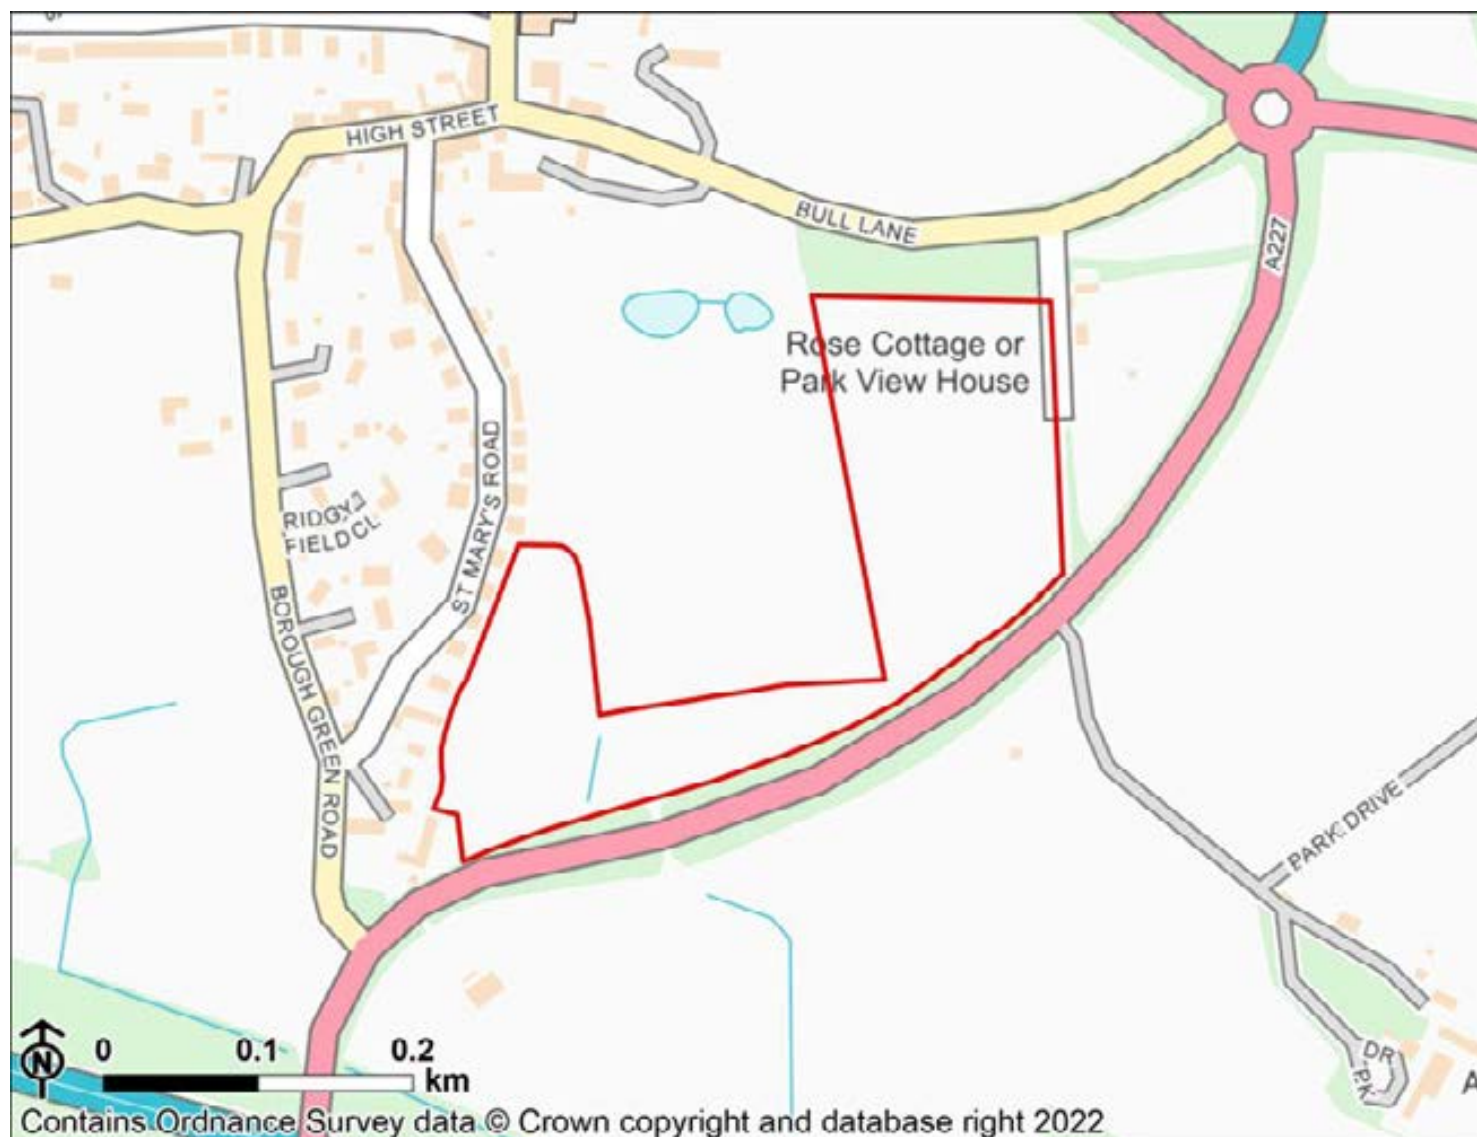 HIGH STREET
BULL LANE
A227
Rose Cottage or
Park View House
ST MARY'S ROAD
FIELD
BOROUGH GREEN ROAD
PARK DRIVE
DR
PK
A
N
0 0.1 0.2
km
Contains Ordnance Survey data © Crown copyright and database right 2022